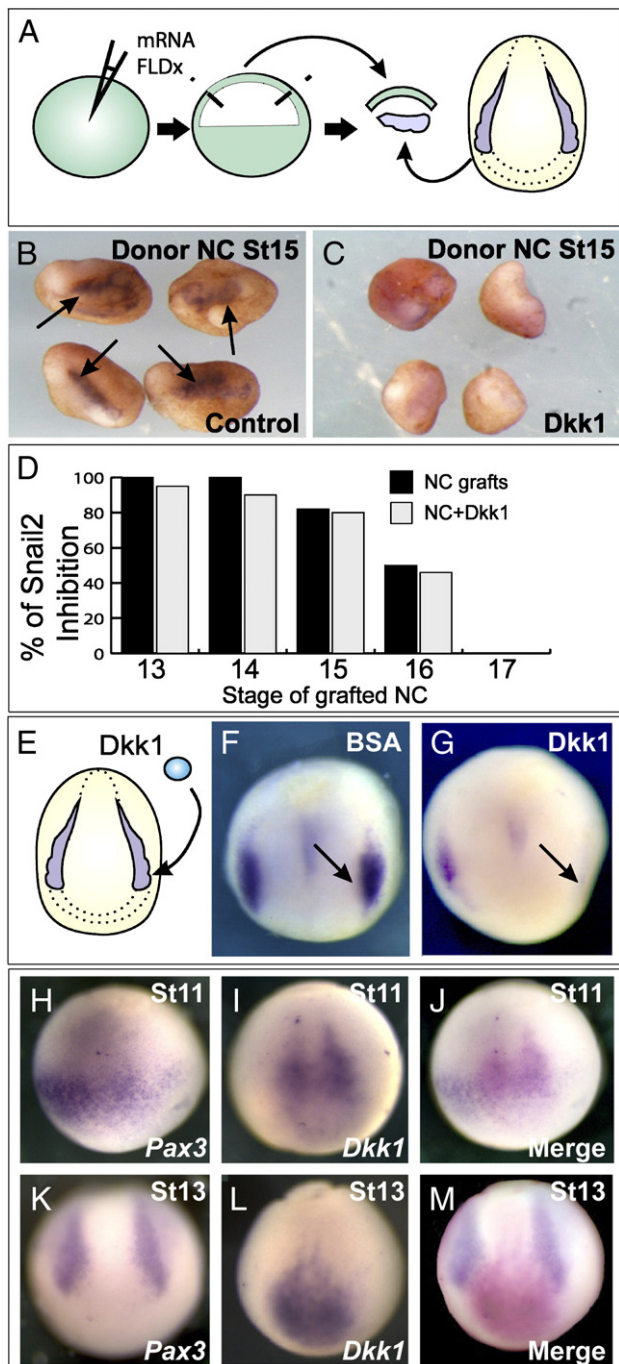 A
mRNA
FLDx
B
Donor NC St15
Control
C
Donor NC St15
Dkk1
D
% of Snail2
Inhibition
100
80
60
40
20
0
NC grafts
NC+Dkk1
13 14 15 16 17
Stage of grafted NC
E
Dkk1
F
BSA
G
Dkk1
H
St11
Pax3
I
St11
Dkk1
J
St11
Merge
K
St13
Pax3
L
St13
Dkk1
M
St13
Merge